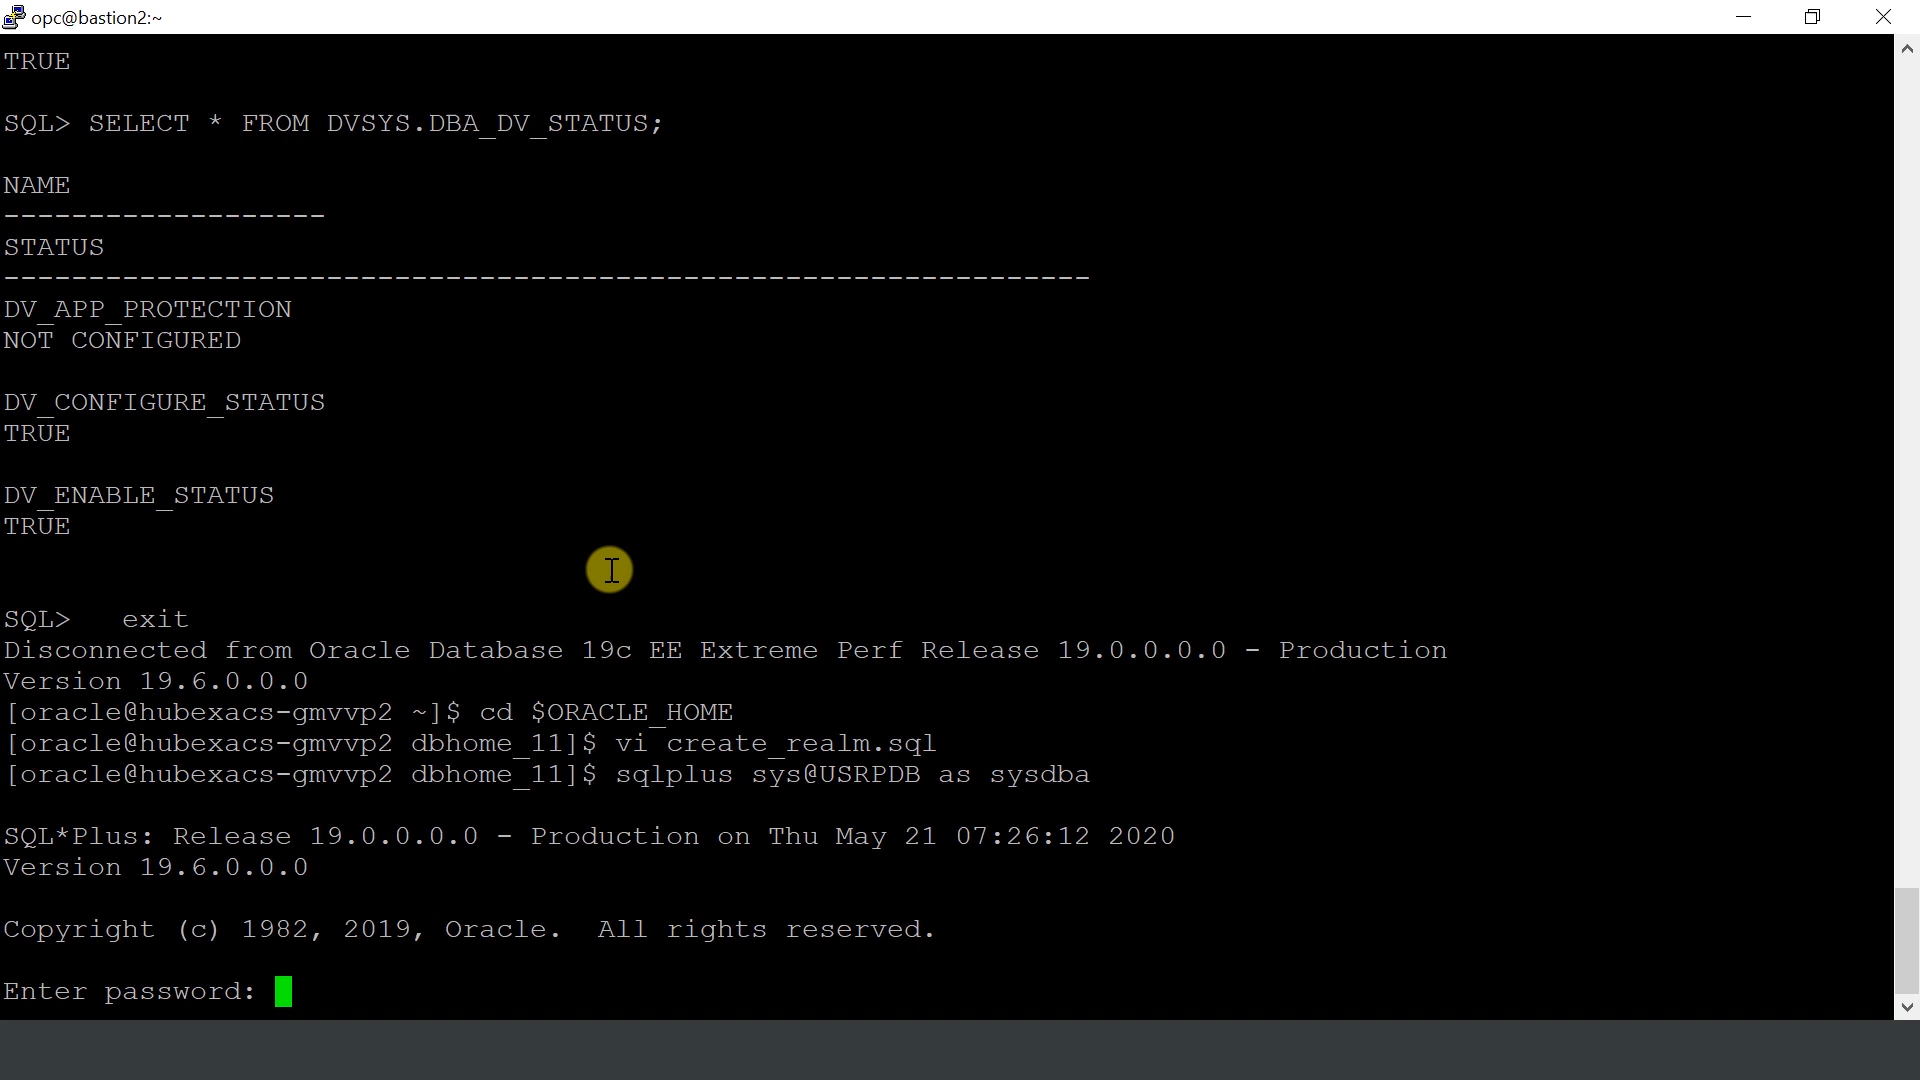 opc@bastion2:~
TRUE
SQL> SELECT * FROM DVSYS.DBA_DV_STATUS;
NAME
-------------------
STATUS
----------------------------------------------------------------
DV_APP_PROTECTION
NOT CONFIGURED
DV_CONFIGURE_STATUS
TRUE
DV_ENABLE_STATUS
TRUE
SQL>   exit
Disconnected from Oracle Database 19c EE Extreme Perf Release 19.0.0.0.0 - Production
Version 19.6.0.0.0
[oracle@hubexacs-gmvvp2 ~]$ cd $ORACLE_HOME
[oracle@hubexacs-gmvvp2 dbhome_11]$ vi create_realm.sql
[oracle@hubexacs-gmvvp2 dbhome_11]$ sqlplus sys@USRPDB as sysdba
SQL*Plus: Release 19.0.0.0.0 - Production on Thu May 21 07:26:12 2020
Version 19.6.0.0.0
Copyright (c) 1982, 2019, Oracle.  All rights reserved.
Enter password: